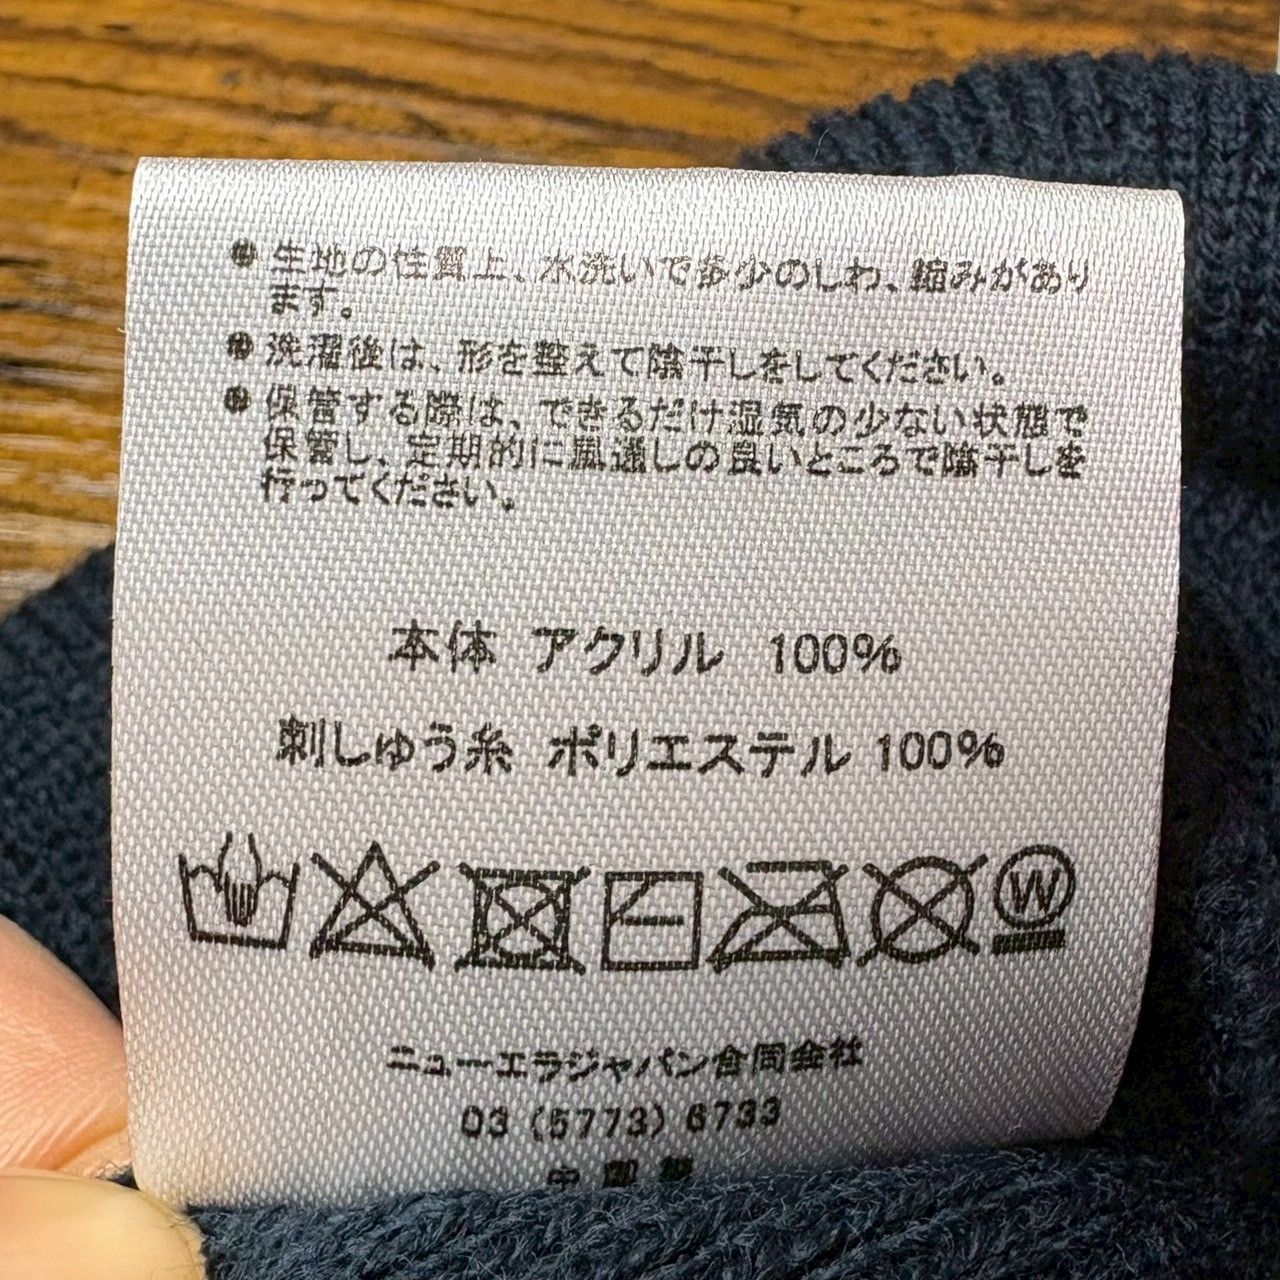 ● 生地の性質上、水洗いで多少のしわ、縮みがあり
ます。
● 洗濯後は、形を整えて陰干しをしてください。
● 保管する際は、できるだけ湿気の少ない状態で
保管し、定期的に風通しの良いところで陰干しを
行ってください。
本体 アクリル 100%
刺しゅう糸 ポリエステル 100%
W
ニューエラジャパン合同会社
03 (5773) 6733
中国製